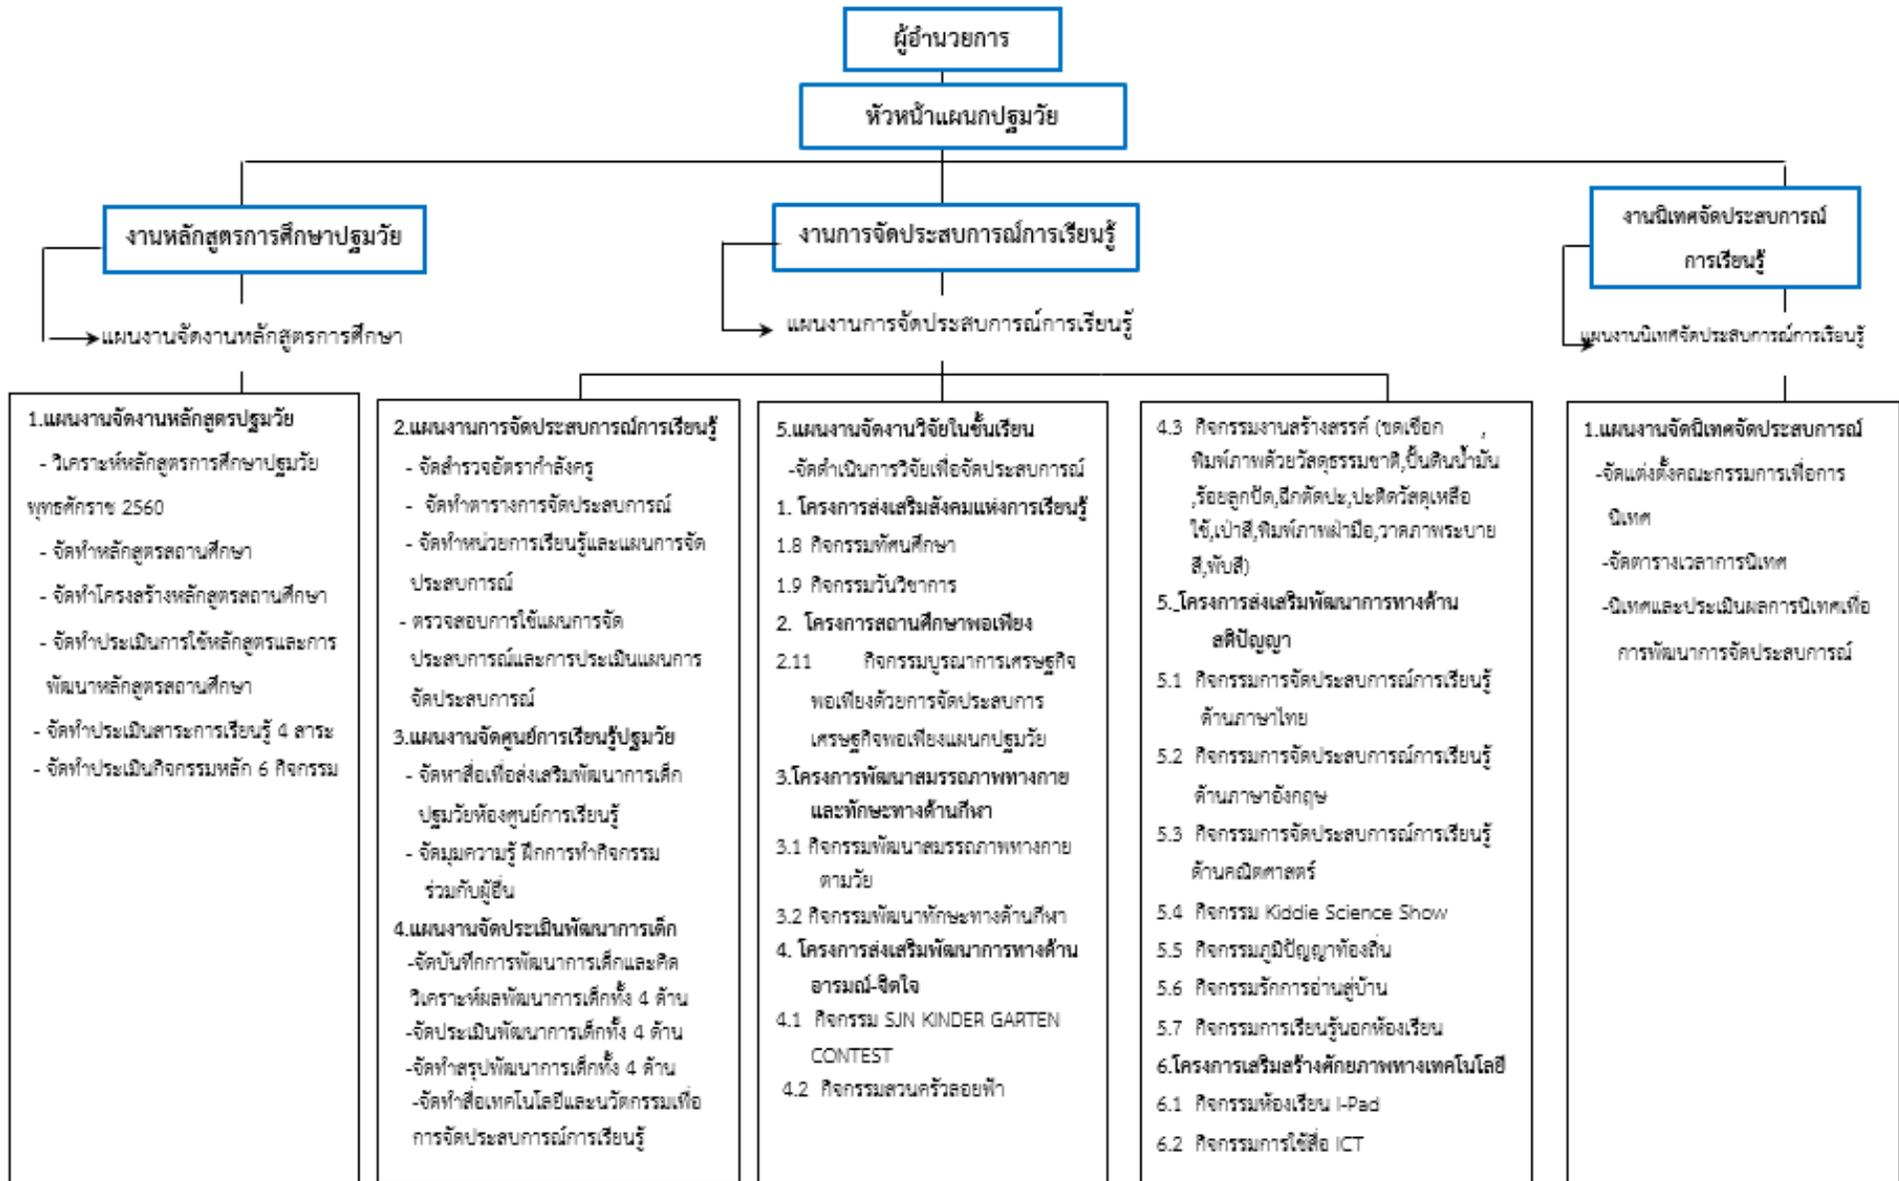 ผู้อำนวยการ
หัวหน้าแผนกปฐมวัย
งานหลักสูตรการศึกษาปฐมวัย
แผนงานจัดงานหลักสูตรการศึกษา
1.แผนงานจัดงานหลักสูตรปฐมวัย
- วิเคราะห์หลักสูตรการศึกษาปฐมวัย
พุทธศักราช 2560
- จัดทำหลักสูตรสถานศึกษา
- จัดทำโครงสร้างหลักสูตรสถานศึกษา
- จัดทำประเมินการใช้หลักสูตรและการ
พัฒนาหลักสูตรสถานศึกษา
- จัดทำประเมินสาระการเรียนรู้ 4 สาระ
- จัดทำประเมินกิจกรรมหลัก 6 กิจกรรม
งานการจัดประสบการณ์การเรียนรู้
แผนงานการจัดประสบการณ์การเรียนรู้
2.แผนงานการจัดประสบการณ์การเรียนรู้
- จัดสำรวจอัตรากำลังครู
- จัดทำตารางการจัดประสบการณ์
- จัดทำหน่วยการเรียนรู้และแผนการจัด
ประสบการณ์
- ตรวจสอบการใช้แผนการจัด
ประสบการณ์และการประเมินแผนการ
จัดประสบการณ์
3.แผนงานจัดศูนย์การเรียนรู้ปฐมวัย
- จัดหาสื่อเพื่อส่งเสริมพัฒนาการเด็ก
ปฐมวัยห้องศูนย์การเรียนรู้
- จัดมุมความรู้ ฝึกการทำกิจกรรม
ร่วมกับผู้อื่น
4.แผนงานจัดประเมินพัฒนาการเด็ก
-จัดบันทึกการพัฒนาการเด็กและคิด
วิเคราะห์ผลพัฒนาการเด็กทั้ง 4 ด้าน
-จัดประเมินพัฒนาการเด็กทั้ง 4 ด้าน
-จัดทำสรุปพัฒนาการเด็กทั้ง 4 ด้าน
-จัดทำสื่อเทคโนโลยีและนวัตกรรมเพื่อ
การจัดประสบการณ์การเรียนรู้
5.แผนงานจัดงานวิจัยในชั้นเรียน
-จัดดำเนินการวิจัยเพื่อจัดประสบการณ์
1. โครงการส่งเสริมสังคมแห่งการเรียนรู้
1.8 กิจกรรมทัศนศึกษา
1.9 กิจกรรมวันวิชาการ
2. โครงการสถานศึกษาพอเพียง
2.11 กิจกรรมบูรณาการเศรษฐกิจ
พอเพียงด้วยการจัดประสบการ
เศรษฐกิจพอเพียงแผนกปฐมวัย
3.โครงการพัฒนาสมรรถภาพทางกาย
และทักษะทางด้านกีฬา
3.1 กิจกรรมพัฒนาสมรรถภาพทางกาย
ตามวัย
3.2 กิจกรรมพัฒนาทักษะทางด้านกีฬา
4. โครงการส่งเสริมพัฒนาการทางด้าน
อารมณ์-จิตใจ
4.1 กิจกรรม SJN KINDER GARTEN
CONTEST
4.2 กิจกรรมสวนครัวลอยฟ้า
4.3 กิจกรรมงานสร้างสรรค์ (ขดเชือก ,
พิมพ์ภาพด้วยวัสดุธรรมชาติ,ปั้นดินน้ำมัน
,ร้อยลูกปัด,ฉีกตัดปะ,ปะติดวัสดุเหลือ
ใช้,เป่าสี,พิมพ์ภาพฝ่ามือ,วาดภาพระบาย
สี,พับสี)
5. โครงการส่งเสริมพัฒนาการทางด้าน
สติปัญญา
5.1 กิจกรรมการจัดประสบการณ์การเรียนรู้
ด้านภาษาไทย
5.2 กิจกรรมการจัดประสบการณ์การเรียนรู้
ด้านภาษาอังกฤษ
5.3 กิจกรรมการจัดประสบการณ์การเรียนรู้
ด้านคณิตศาสตร์
5.4 กิจกรรม Kiddie Science Show
5.5 กิจกรรมภูมิปัญญาท้องถิ่น
5.6 กิจกรรมรักการอ่านสู่บ้าน
5.7 กิจกรรมการเรียนรู้นอกห้องเรียน
6.โครงการเสริมสร้างศักยภาพทางเทคโนโลยี
6.1 กิจกรรมห้องเรียน I-Pad
6.2 กิจกรรมการใช้สื่อ ICT
งานนิเทศจัดประสบการณ์
การเรียนรู้
แผนงานนิเทศจัดประสบการณ์การเรียนรู้
1.แผนงานจัดนิเทศจัดประสบการณ์
-จัดแต่งตั้งคณะกรรมการเพื่อการ
นิเทศ
-จัดตารางเวลาการนิเทศ
-นิเทศและประเมินผลการนิเทศเพื่อ
การพัฒนาการจัดประสบการณ์